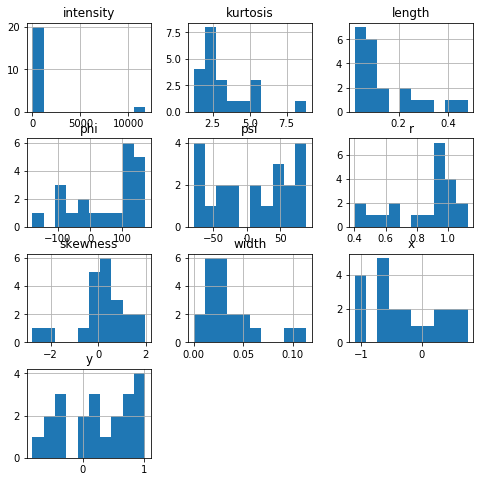 intensity kurtosis length
20 10 0
7.5 5.0 2.5 0.0
6 4 2 0
0 5000 10000
2.5 5.0 7.5
0.2 0.4
phi psi r
6 4 2 0
4 2 0
6 4 2 0
−100 0 100
−50 0 50
0.4 0.6 0.8 1.0
skewness width x
6 4 2 0
6 4 2 0
4 2 0
−2 0 2
0.00 0.05 0.10
−1 0
y
4 2 0
0 1